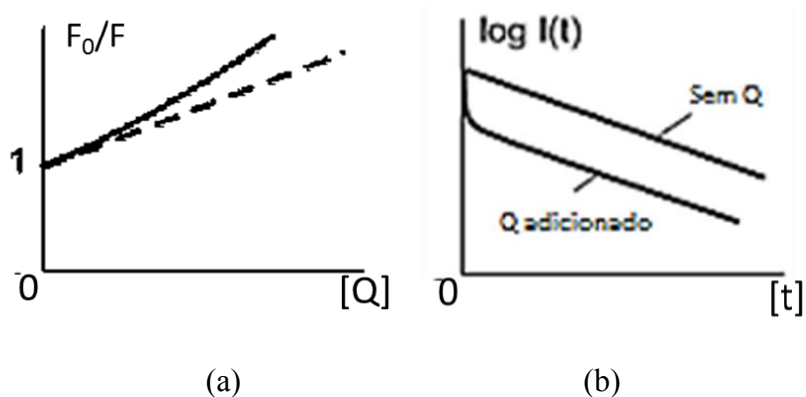 F₀/F
1
0
[Q]
(a)
log I(t)
Sem Q
Q adicionado
0
[t]
(b)